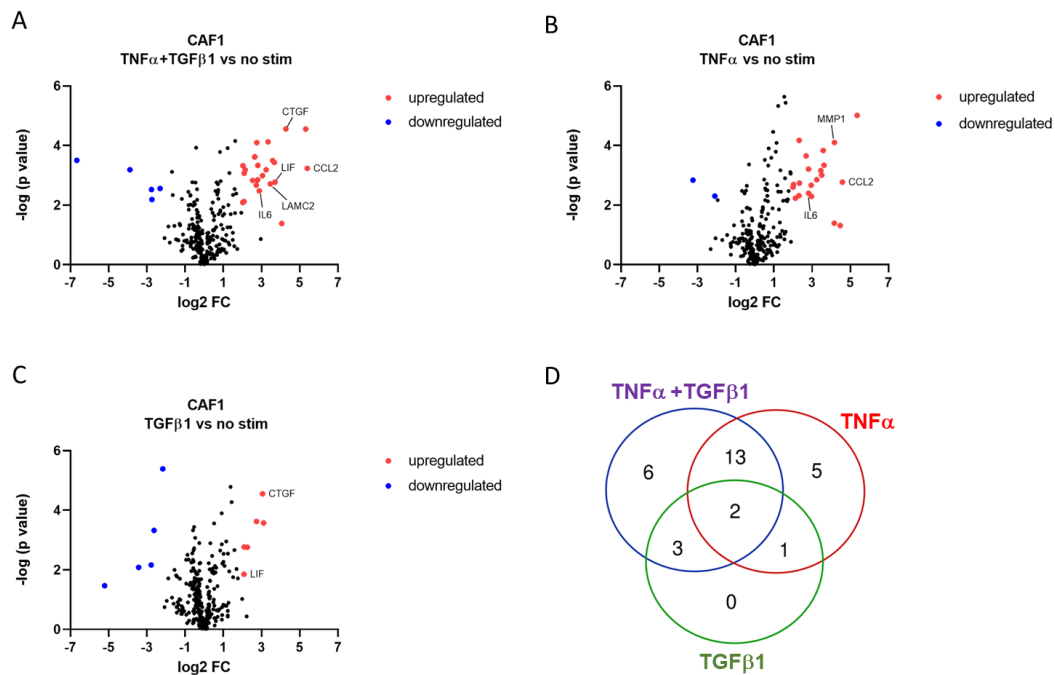 A
CAF1
TNFα+TGFβ1 vs no stim
-log (p value)
6
4
2
0
-7 -5 -3 -1 1 3 5 7
log2 FC
CTGF
CCL2
LIF
LAMC2
IL6
upregulated
downregulated
B
CAF1
TNFα vs no stim
-log (p value)
6
4
2
0
-7 -5 -3 -1 1 3 5 7
log2 FC
MMP1
CCL2
IL6
upregulated
downregulated
C
CAF1
TGFβ1 vs no stim
-log (p value)
6
4
2
0
-7 -5 -3 -1 1 3 5 7
log2 FC
CTGF
LIF
upregulated
downregulated
D
TNFα +TGFβ1
TNFα
6 13 5
2
3 1
0
TGFβ1